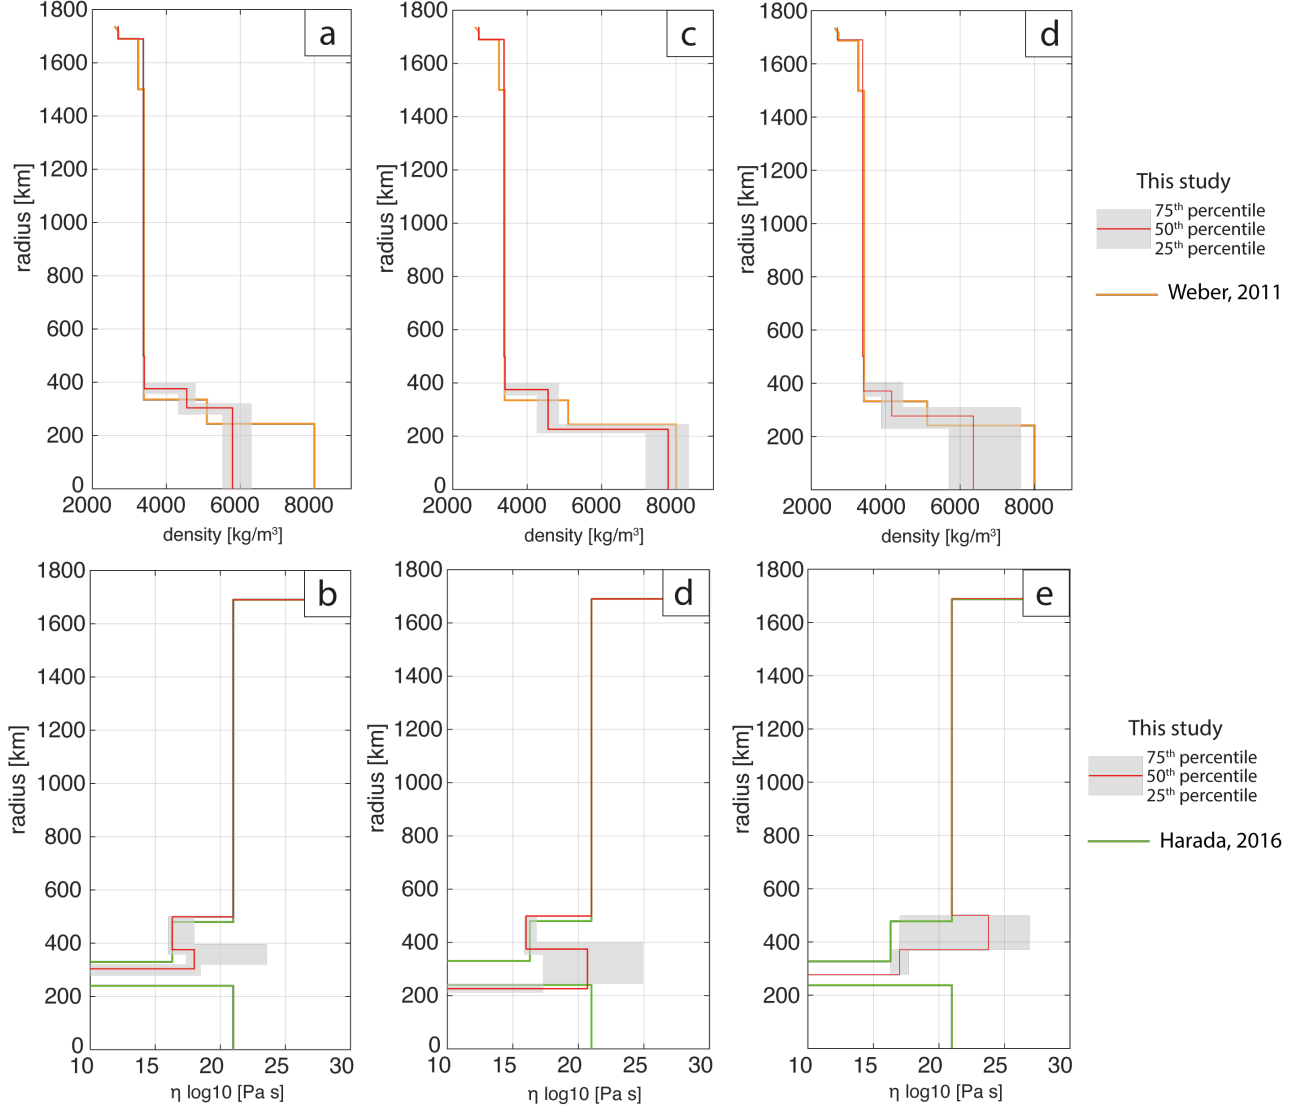 a
1800
1600
1400
1200
1000
800
600
400
200
0
radius [km]
2000 4000 6000 8000
density [kg/m³]
c
1800
1600
1400
1200
1000
800
600
400
200
0
radius [km]
2000 4000 6000 8000
density [kg/m³]
d
1800
1600
1400
1200
1000
800
600
400
200
radius [km]
2000 4000 6000 8000
density [kg/m³]
This study
75th percentile
50th percentile
25th percentile
Weber, 2011
b
1800
1600
1400
1200
1000
800
600
400
200
0
radius [km]
10 15 20 25 30
η log10 [Pa s]
d
1800
1600
1400
1200
1000
800
600
400
200
0
radius [km]
10 15 20 25 30
η log10 [Pa s]
e
1800
1600
1400
1200
1000
800
600
400
200
radius [km]
10 15 20 25 30
η log10 [Pa s]
This study
75th percentile
50th percentile
25th percentile
Harada, 2016